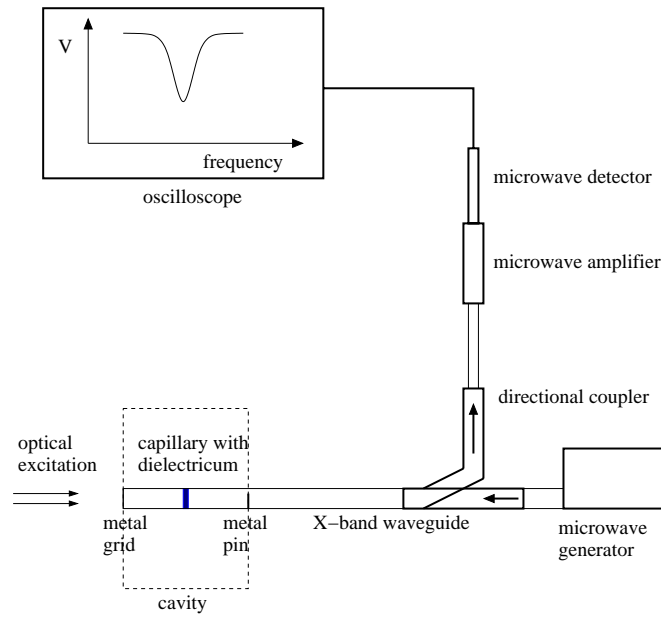 V
frequency
oscilloscope
microwave detector
microwave amplifier
directional coupler
optical
excitation
capillary with
dielectricum
metal
grid
metal
pin
X-band waveguide
microwave
generator
cavity